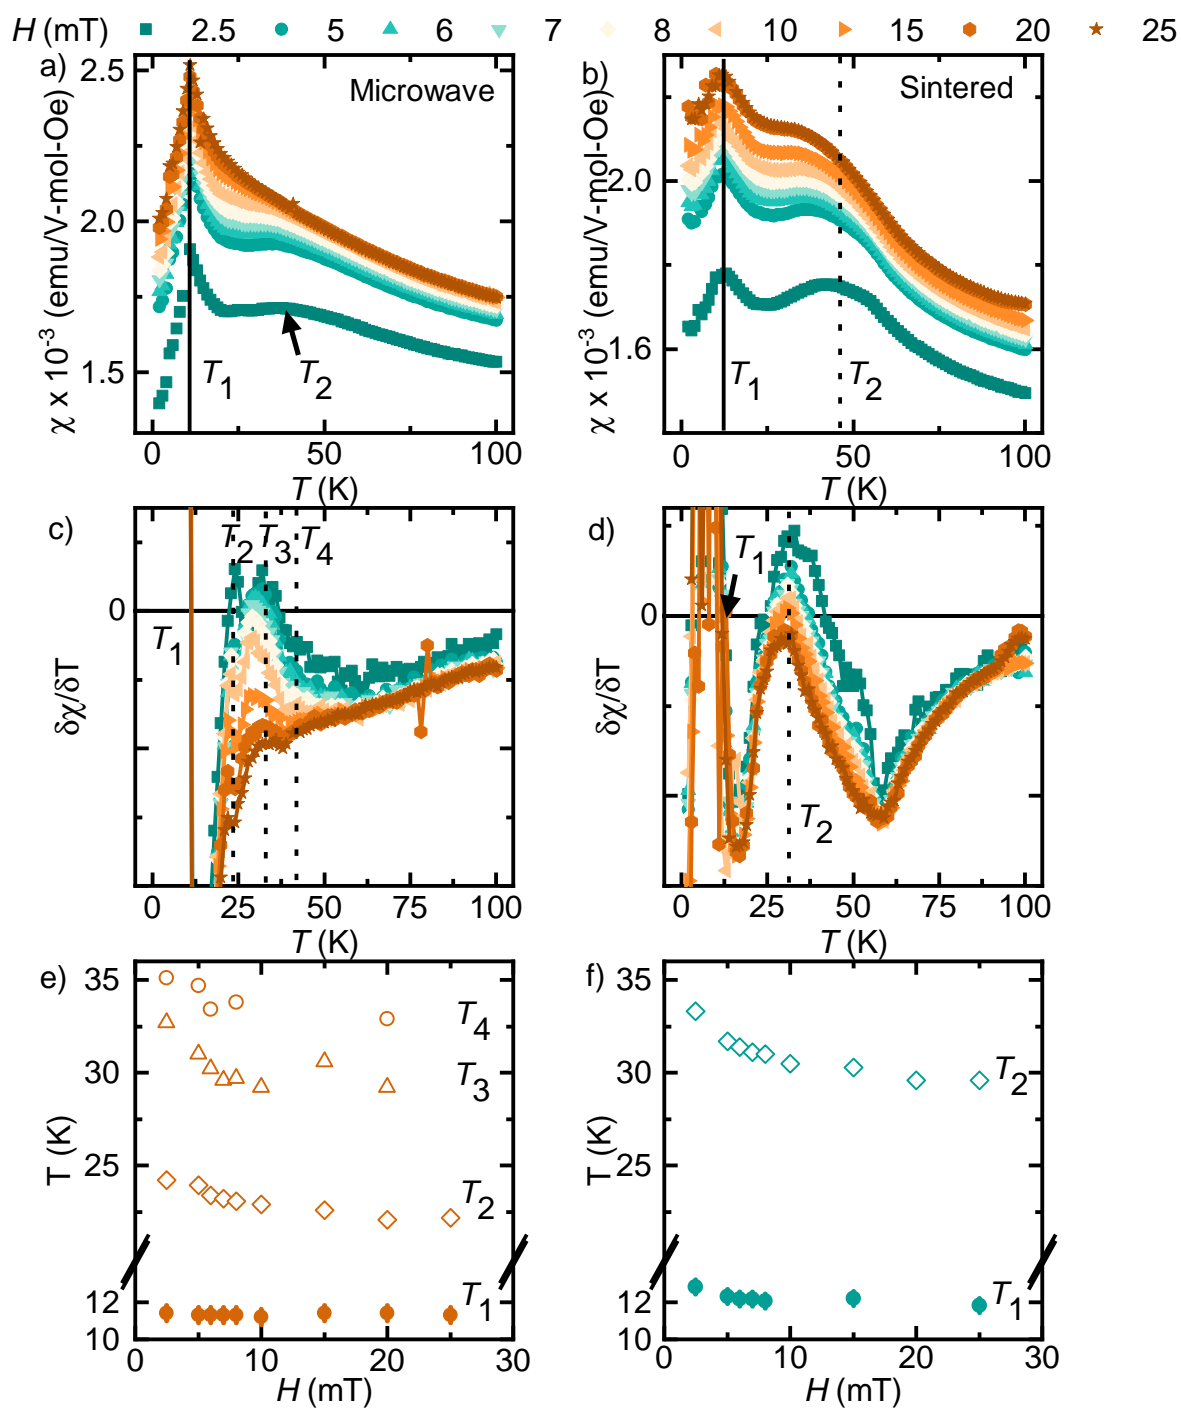 H (mT) 2.5 5 6 7 8 10 15 20 25
a)
Microwave
2.5
2.0
1.5
χ x 10-3 (emu/V-mol-Oe)
T1
T2
0 50 100
T (K)
b)
Sintered
2.0
1.6
χ x 10-3 (emu/V-mol-Oe)
T1
T2
0 50 100
T (K)
c)
T2 T3 T4
0
T1
δχ/δT
0 25 50 75 100
T (K)
d)
T1
0
δχ/δT
T2
0 25 50 75 100
T (K)
e)
35
30
25
12
10
T (K)
T4
T3
T2
T1
0 10 20 30
H (mT)
f)
35
30
25
12
10
T (K)
T2
T1
0 10 20 30
H (mT)